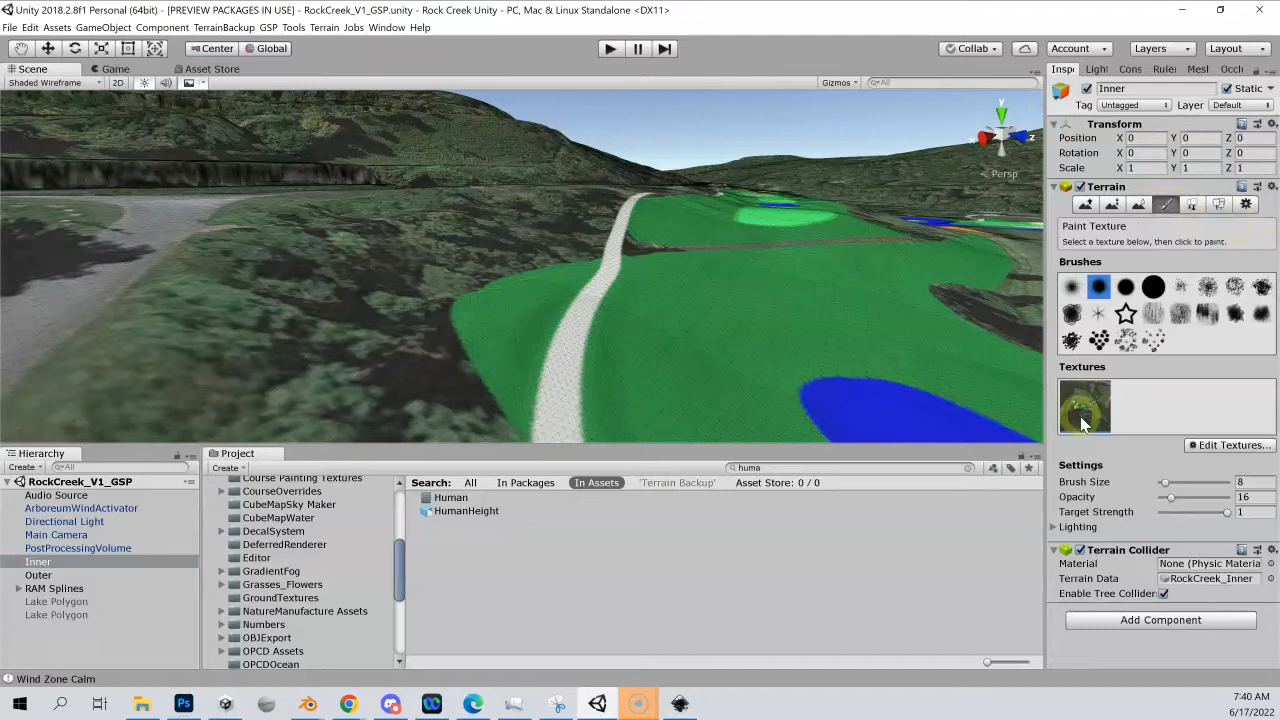 Unity 2018.2.8f1 Personal (64bit) - [PREVIEW PACKAGES IN USE] - RockCreek_V1_GSP.unity - Rock Creek Unity - PC, Mac & Linux Standalone <DX11>
File Edit Assets GameObject Component TerrainBackup GSP Tools Terrain Jobs Window Help
Center Global Collab Account Layers Layout
Scene Game Asset Store Inspe Light Cons Ruler Mesh Occlu
Shaded Wireframe 2D Gizmos All
Inner Static
Tag Untagged Layer Default
Transform
Position X 0 Y 0 Z 0
Rotation X 0 Y 0 Z 0
Scale X 1 Y 1 Z 1
y
z
x
< Persp
Terrain
Paint Texture
Select a texture below, then click to paint.
Brushes
Textures
Edit Textures...
Settings
Brush Size 8
Opacity 16
Target Strength 1
Lighting
Terrain Collider
Material None (Physic Materia
Terrain Data RockCreek_Inner
Enable Tree Colliders
Add Component
Hierarchy
Create All
RockCreek_V1_GSP
Audio Source
ArboreumWindActivator
Directional Light
Main Camera
PostProcessingVolume
Inner
Outer
RAM Splines
Lake Polygon
Lake Polygon
Project
Create huma
Course Painting Textures
CourseOverrides
CubeMapSky Maker
CubeMapWater
DecalSystem
DeferredRenderer
Editor
GradientFog
Grasses_Flowers
GroundTextures
NatureManufacture Assets
Numbers
OBJExport
OPCD Assets
OPCDOcean
Search: All In Packages In Assets 'Terrain Backup' Asset Store: 0 / 0
Human
HumanHeight
Wind Zone Calm
Ps
7:40 AM
6/17/2022